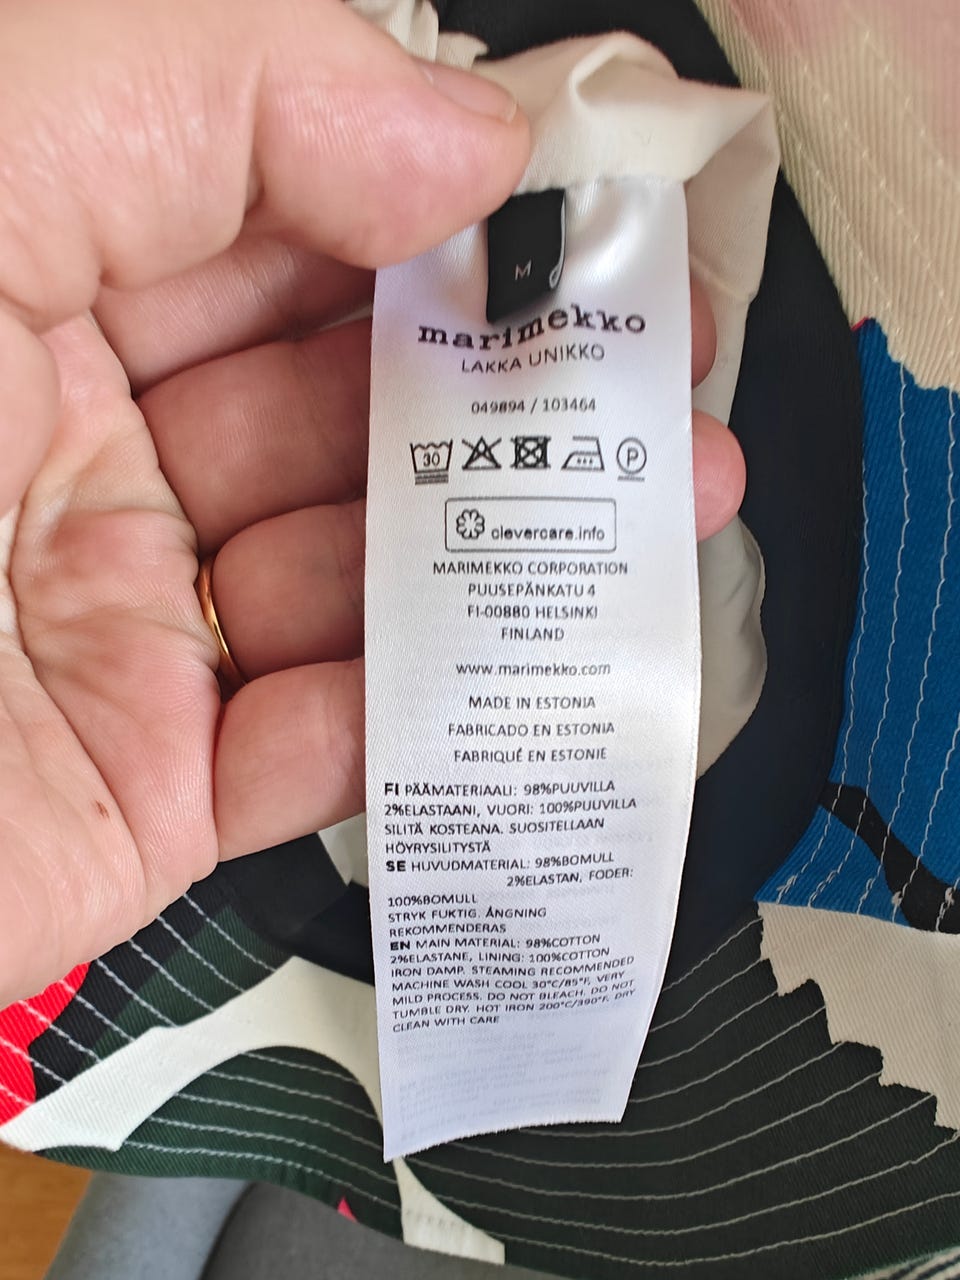 M
marimekko
LAKKA UNIKKO
049894 / 103464
30
P
clevercare.info
MARIMEKKO CORPORATION
PUUSEPÄNKATU 4
FI-00880 HELSINKI
FINLAND
www.marimekko.com
MADE IN ESTONIA
FABRICADO EN ESTONIA
FABRIQUÉ EN ESTONIE
FI PÄÄMATERIAALI: 98%PUUVILLA
2%ELASTAANI, VUORI: 100%PUUVILLA
SILITÄ KOSTEANA. SUOSITELLAAN
HÖYRYSILITYSTÄ
SE HUVUDMATERIAL: 98%BOMULL
2%ELASTAN, FODER:
100%BOMULL
STRYK FUKTIG. ÅNGNING
REKOMMENDERAS
EN MAIN MATERIAL: 98%COTTON
2%ELASTANE, LINING: 100%COTTON
IRON DAMP. STEAMING RECOMMENDED
MACHINE WASH COOL 30°C/85°F, VERY
MILD PROCESS. DO NOT BLEACH. DO NOT
TUMBLE DRY. HOT IRON 200°C/390°F. DRY
CLEAN WITH CARE